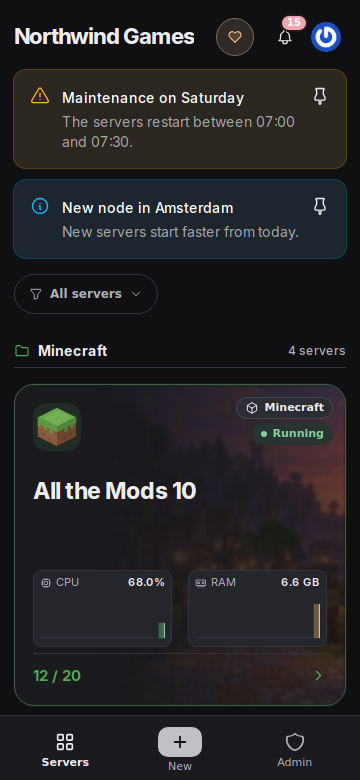 Northwind Games
15
Maintenance on Saturday
The servers restart between 07:00
and 07:30.
New node in Amsterdam
New servers start faster from today.
All servers
Minecraft
4 servers
Minecraft
Running
All the Mods 10
CPU
68.0%
RAM
6.6 GB
12 / 20
Servers
New
Admin